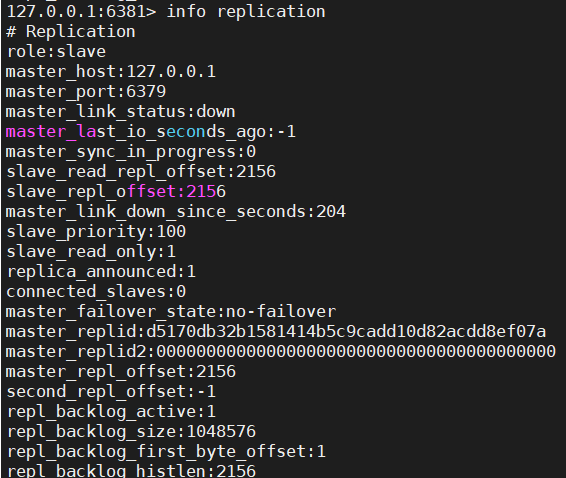 127.0.0.1:6381> info replication
# Replication
role:slave
master_host:127.0.0.1
master_port:6379
master_link_status:down
master_last_io_seconds_ago:-1
master_sync_in_progress:0
slave_read_repl_offset:2156
slave_repl_offset:2156
master_link_down_since_seconds:204
slave_priority:100
slave_read_only:1
replica_announced:1
connected_slaves:0
master_failover_state:no-failover
master_replid:d5170db32b1581414b5c9cadd10d82acdd8ef07a
master_replid2:0000000000000000000000000000000000000000
master_repl_offset:2156
second_repl_offset:-1
repl_backlog_active:1
repl_backlog_size:1048576
repl_backlog_first_byte_offset:1
repl_backlog_histlen:2156